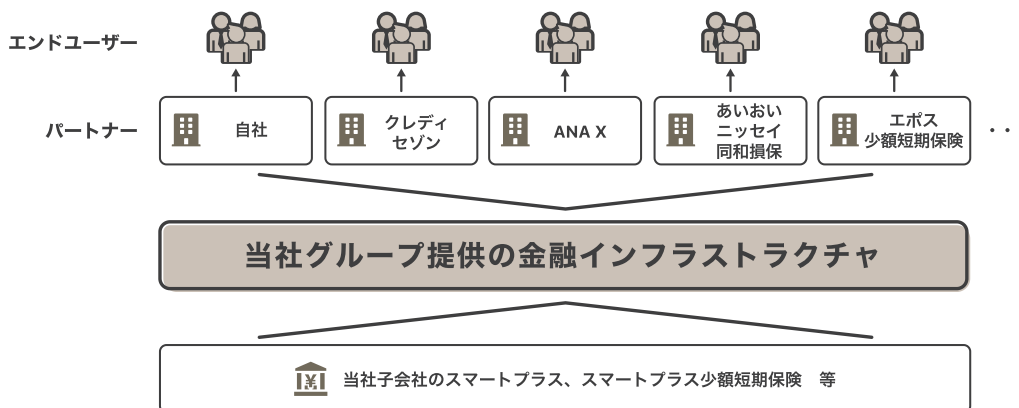 エンドユーザー
パートナー
自社
クレディ
セゾン
ANA X
あいおい
ニッセイ
同和損保
エポス
少額短期保険
・・
当社グループ提供の金融インフラストラクチャ
¥
当社子会社のスマートプラス、スマートプラス少額短期保険　等